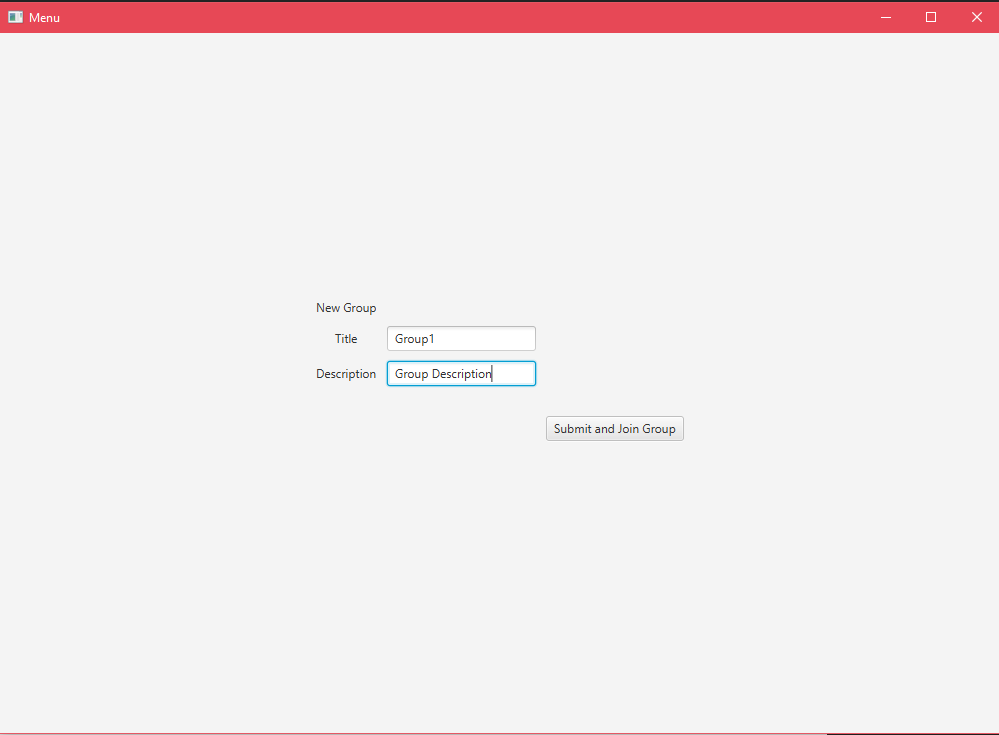 Menu
New Group
Title Group1
Description Group Description
Submit and Join Group